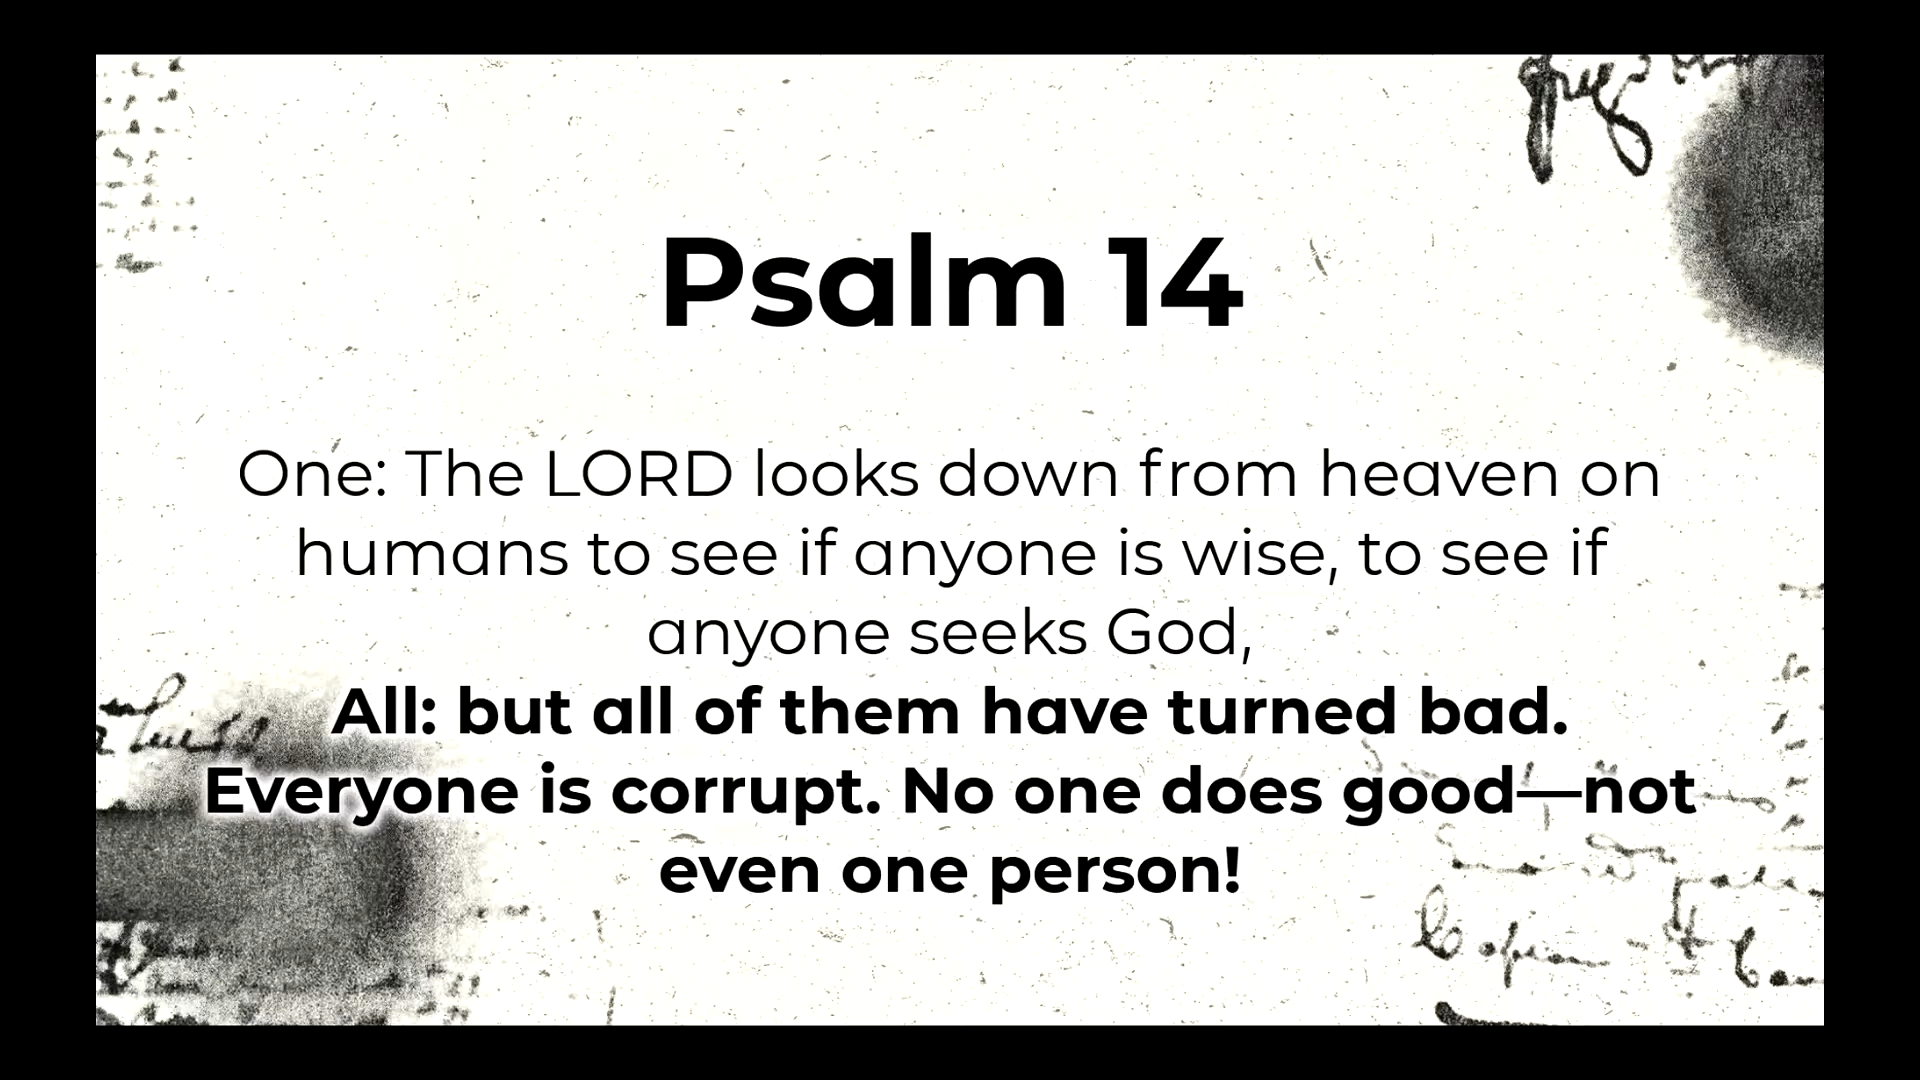 Psalm 14
One: The LORD looks down from heaven on
humans to see if anyone is wise, to see if
anyone seeks God,
All: but all of them have turned bad.
Everyone is corrupt. No one does good—not
even one person!